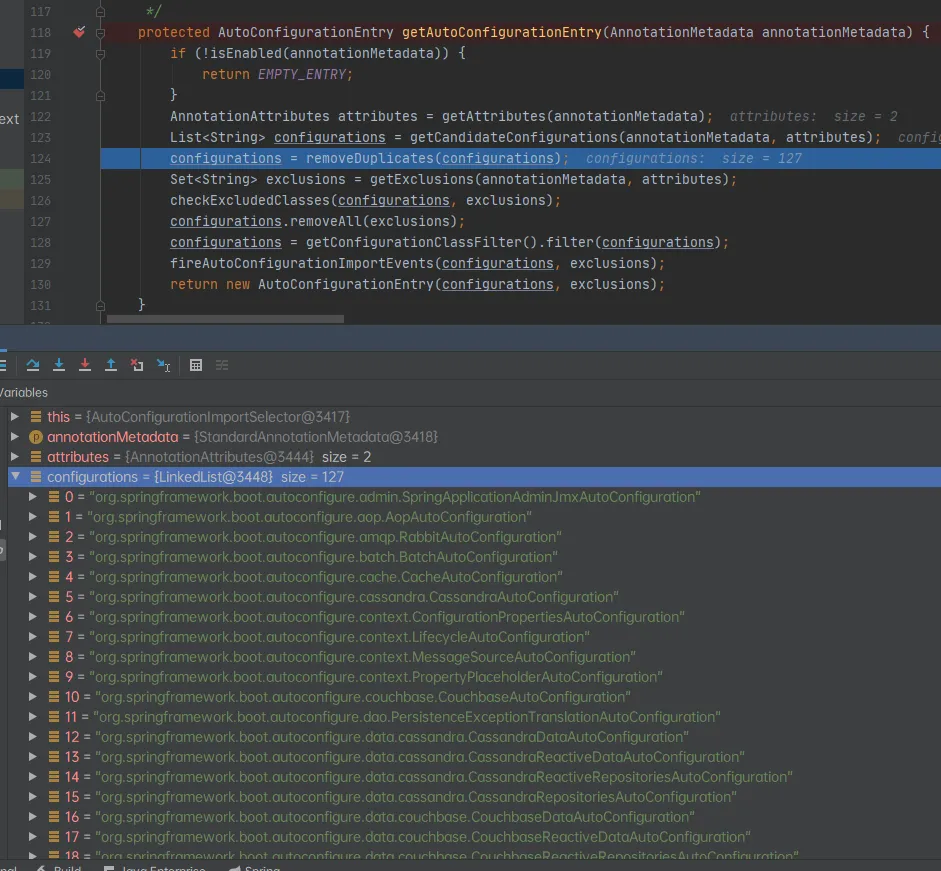 117 */
118 protected AutoConfigurationEntry getAutoConfigurationEntry(AnnotationMetadata annotationMetadata) {
119 if (!isEnabled(annotationMetadata)) {
120 return EMPTY_ENTRY;
121 }
122 AnnotationAttributes attributes = getAttributes(annotationMetadata); attributes: size = 2
123 List<String> configurations = getCandidateConfigurations(annotationMetadata, attributes); config
124 configurations = removeDuplicates(configurations); configurations: size = 127
125 Set<String> exclusions = getExclusions(annotationMetadata, attributes);
126 checkExcludedClasses(configurations, exclusions);
127 configurations.removeAll(exclusions);
128 configurations = getConfigurationClassFilter().filter(configurations);
129 fireAutoConfigurationImportEvents(configurations, exclusions);
130 return new AutoConfigurationEntry(configurations, exclusions);
131 }
ext
Variables
this = {AutoConfigurationImportSelector@3417}
p annotationMetadata = {StandardAnnotationMetadata@3418}
attributes = {AnnotationAttributes@3444} size = 2
configurations = {LinkedList@3448} size = 127
0 = "org.springframework.boot.autoconfigure.admin.SpringApplicationAdminJmxAutoConfiguration"
1 = "org.springframework.boot.autoconfigure.aop.AopAutoConfiguration"
2 = "org.springframework.boot.autoconfigure.amqp.RabbitAutoConfiguration"
3 = "org.springframework.boot.autoconfigure.batch.BatchAutoConfiguration"
4 = "org.springframework.boot.autoconfigure.cache.CacheAutoConfiguration"
5 = "org.springframework.boot.autoconfigure.cassandra.CassandraAutoConfiguration"
6 = "org.springframework.boot.autoconfigure.context.ConfigurationPropertiesAutoConfiguration"
7 = "org.springframework.boot.autoconfigure.context.LifecycleAutoConfiguration"
8 = "org.springframework.boot.autoconfigure.context.MessageSourceAutoConfiguration"
9 = "org.springframework.boot.autoconfigure.context.PropertyPlaceholderAutoConfiguration"
10 = "org.springframework.boot.autoconfigure.couchbase.CouchbaseAutoConfiguration"
11 = "org.springframework.boot.autoconfigure.dao.PersistenceExceptionTranslationAutoConfiguration"
12 = "org.springframework.boot.autoconfigure.data.cassandra.CassandraDataAutoConfiguration"
13 = "org.springframework.boot.autoconfigure.data.cassandra.CassandraReactiveDataAutoConfiguration"
14 = "org.springframework.boot.autoconfigure.data.cassandra.CassandraReactiveRepositoriesAutoConfiguration"
15 = "org.springframework.boot.autoconfigure.data.cassandra.CassandraRepositoriesAutoConfiguration"
16 = "org.springframework.boot.autoconfigure.data.couchbase.CouchbaseDataAutoConfiguration"
17 = "org.springframework.boot.autoconfigure.data.couchbase.CouchbaseReactiveDataAutoConfiguration"
18 = "org.springframework.boot.autoconfigure.data.couchbase.CouchbaseReactiveRepositoriesAutoConfiguration"
Build Java Enterprise Spring